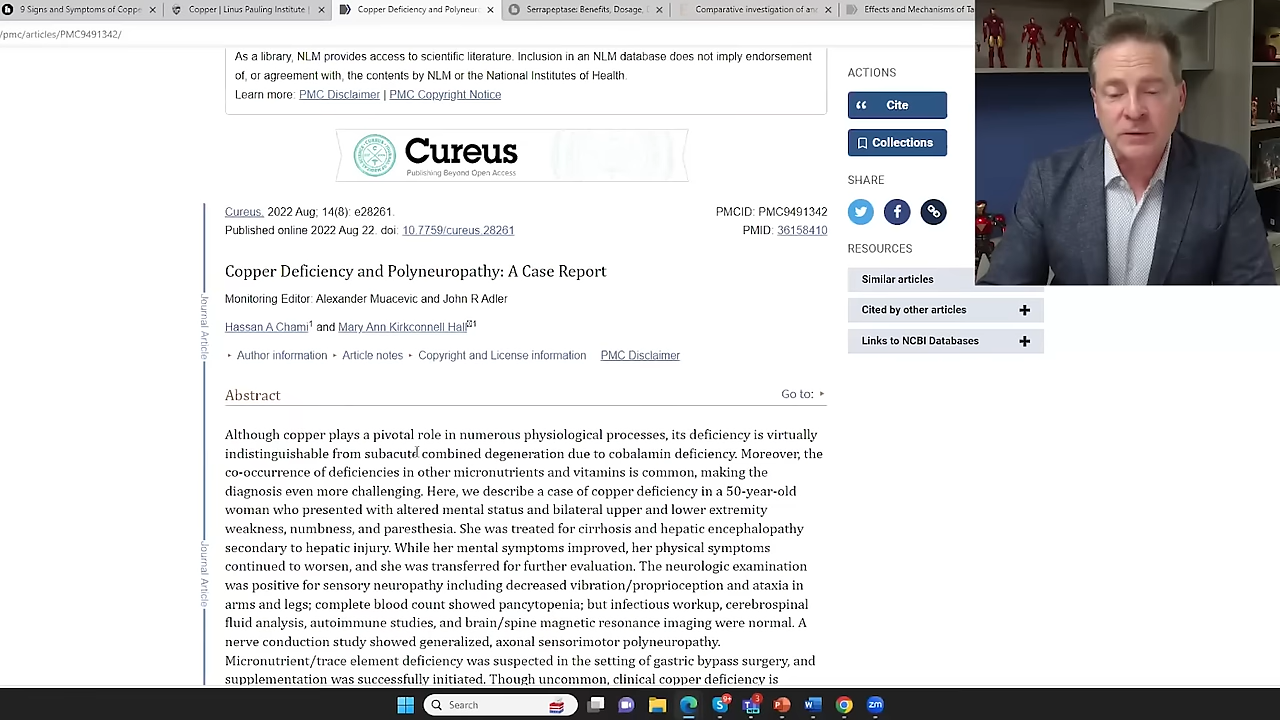 9 Signs and Symptoms of Coppe
Copper | Linus Pauling Institute |
Copper Deficiency and Polyneur
Serrapeptase: Benefits, Dosage,
Comparative investigation of an
Effects and Mechanisms of Ta
/pmc/articles/PMC9491342/
As a library, NLM provides access to scientific literature. Inclusion in an NLM database does not imply endorsement
of, or agreement with, the contents by NLM or the National Institutes of Health.
Learn more: PMC Disclaimer | PMC Copyright Notice
Cureus
Publishing Beyond Open Access
Cureus. 2022 Aug; 14(8): e28261.
PMCID: PMC9491342
Published online 2022 Aug 22. doi: 10.7759/cureus.28261
PMID: 36158410
Copper Deficiency and Polyneuropathy: A Case Report
Monitoring Editor: Alexander Muacevic and John R Adler
Hassan A Chami1 and Mary Ann Kirkconnell Hall1
Author information Article notes Copyright and License information PMC Disclaimer
Journal Article
Abstract
Go to:
Although copper plays a pivotal role in numerous physiological processes, its deficiency is virtually
indistinguishable from subacute combined degeneration due to cobalamin deficiency. Moreover, the
co-occurrence of deficiencies in other micronutrients and vitamins is common, making the
diagnosis even more challenging. Here, we describe a case of copper deficiency in a 50-year-old
woman who presented with altered mental status and bilateral upper and lower extremity
weakness, numbness, and paresthesia. She was treated for cirrhosis and hepatic encephalopathy
secondary to hepatic injury. While her mental symptoms improved, her physical symptoms
continued to worsen, and she was transferred for further evaluation. The neurologic examination
was positive for sensory neuropathy including decreased vibration/proprioception and ataxia in
arms and legs; complete blood count showed pancytopenia; but infectious workup, cerebrospinal
fluid analysis, autoimmune studies, and brain/spine magnetic resonance imaging were normal. A
nerve conduction study showed generalized, axonal sensorimotor polyneuropathy.
Micronutrient/trace element deficiency was suspected in the setting of gastric bypass surgery, and
supplementation was successfully initiated. Though uncommon, clinical copper deficiency is
Journal Article
ACTIONS
Cite
Collections
SHARE
RESOURCES
Similar articles
Cited by other articles
Links to NCBI Databases
Search